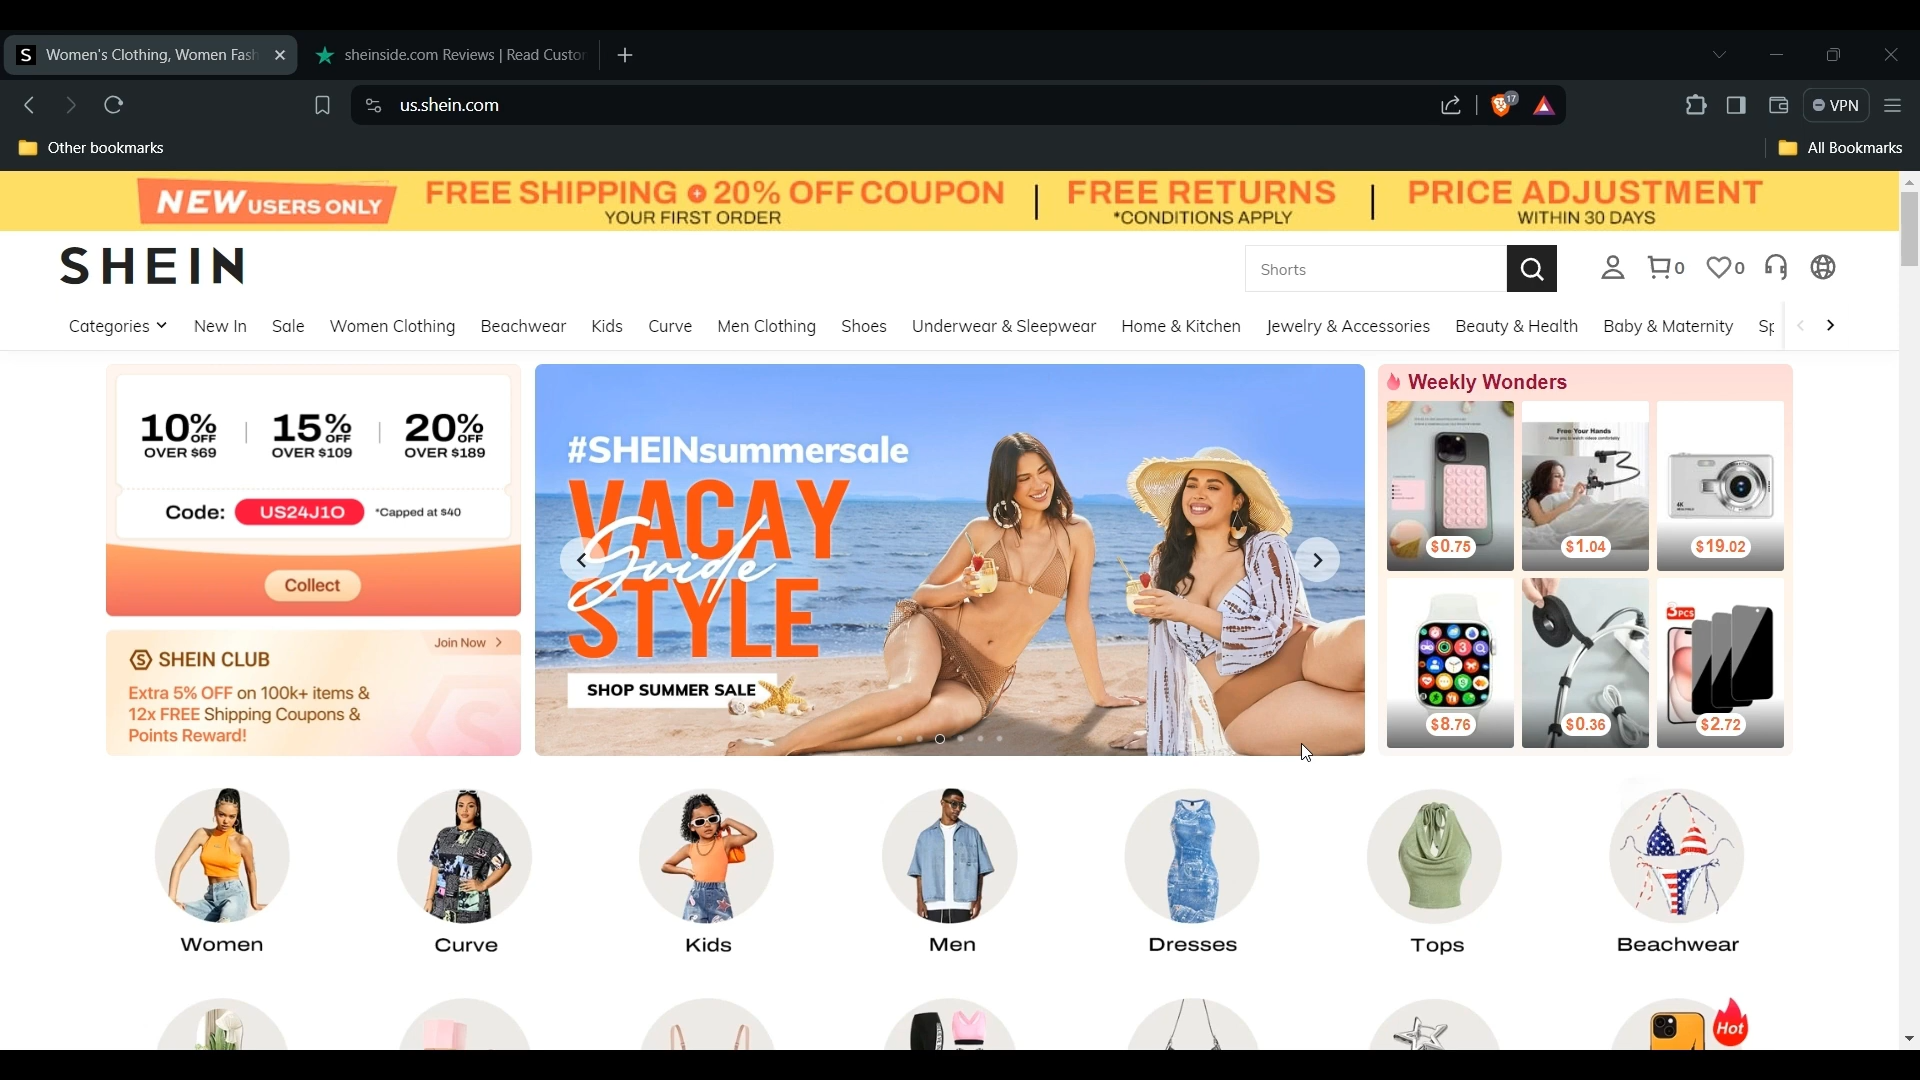 Women's Clothing, Women Fash
sheinside.com Reviews | Read Custor
us.shein.com
17
VPN
Other bookmarks
All Bookmarks
NEW USERS ONLY
FREE SHIPPING + 20% OFF COUPON
YOUR FIRST ORDER
FREE RETURNS
*CONDITIONS APPLY
PRICE ADJUSTMENT
WITHIN 30 DAYS
SHEIN
Shorts
0
0
Categories
New In
Sale
Women Clothing
Beachwear
Kids
Curve
Men Clothing
Shoes
Underwear & Sleepwear
Home & Kitchen
Jewelry & Accessories
Beauty & Health
Baby & Maternity
Sp
10% OFF
OVER $69
15% OFF
OVER $109
20% OFF
OVER $189
Code: US24J1O *Capped at $40
Collect
Join Now >
SHEIN CLUB
Extra 5% OFF on 100k+ items &
12x FREE Shipping Coupons &
Points Reward!
#SHEINsummersale
VACAY
Guide
STYLE
SHOP SUMMER SALE
Weekly Wonders
Free Your Hands
$0.75
$1.04
4K
$19.02
3PCS
$8.76
$0.36
$2.72
Women
Curve
Kids
Men
Dresses
Tops
Beachwear
Hot